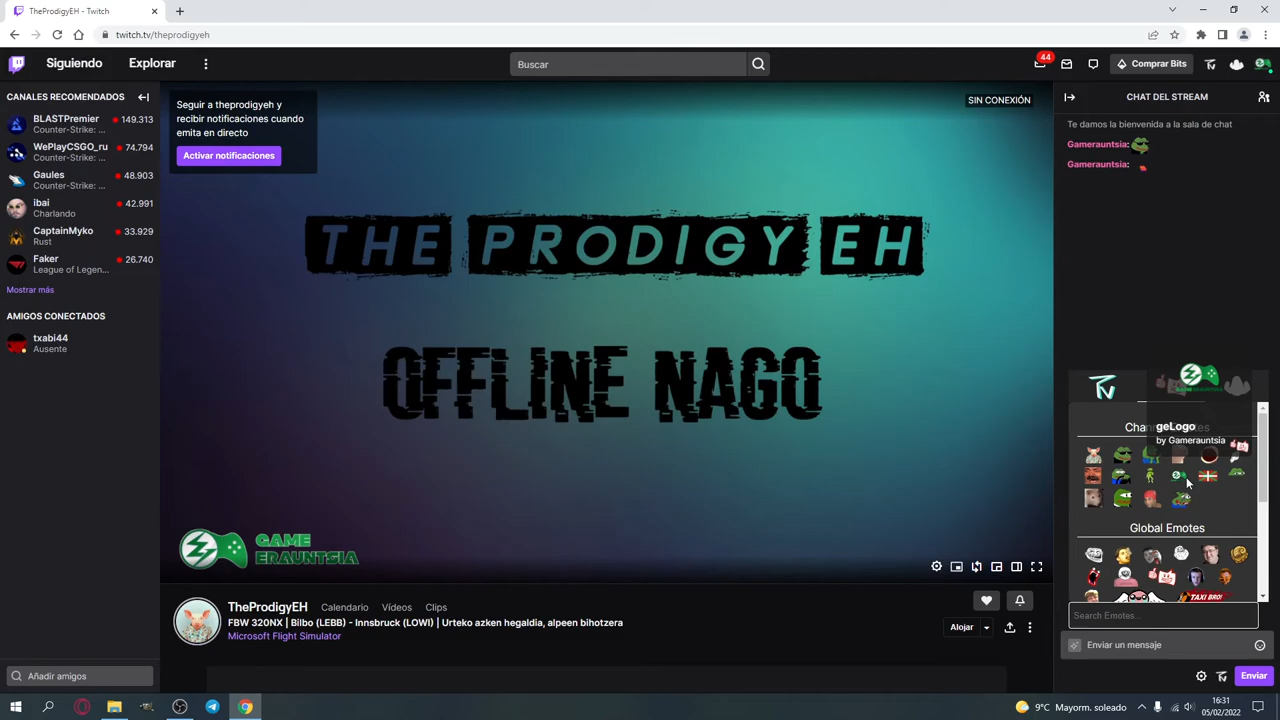 TheProdigyEH - Twitch
twitch.tv/theprodigyeh
Siguiendo
Explorar
Buscar
44
Comprar Bits
CANALES RECOMENDADOS
BLASTPremier
149.313
Counter-Strike: ...
WePlayCSGO_ru
74.794
Counter-Strike: ...
Gaules
48.903
Counter-Strike: ...
ibai
42.991
Charlando
CaptainMyko
33.929
Rust
Faker
26.740
League of Legen...
Mostrar más
AMIGOS CONECTADOS
txabi44
Ausente
Añadir amigos
Seguir a theprodigyeh y
recibir notificaciones cuando
emita en directo
Activar notificaciones
SIN CONEXIÓN
THE PRODIGY EH
OFFLINE NAGO
GAME
ERAUNTSIA
TheProdigyEH
Calendario
Vídeos
Clips
FBW 320NX | Bilbo (LEBB) - Innsbruck (LOWI) | Urteko azken hegaldia, alpeen bihotzera
Microsoft Flight Simulator
Alojar
CHAT DEL STREAM
Te damos la bienvenida a la sala de chat
Gamerauntsia:
Gamerauntsia:
geLogo
by Gamerauntsia
Global Emotes
TAXI BRO!
Search Emotes...
Enviar un mensaje
Enviar
9°C Mayorm. soleado
16:31
05/02/2022